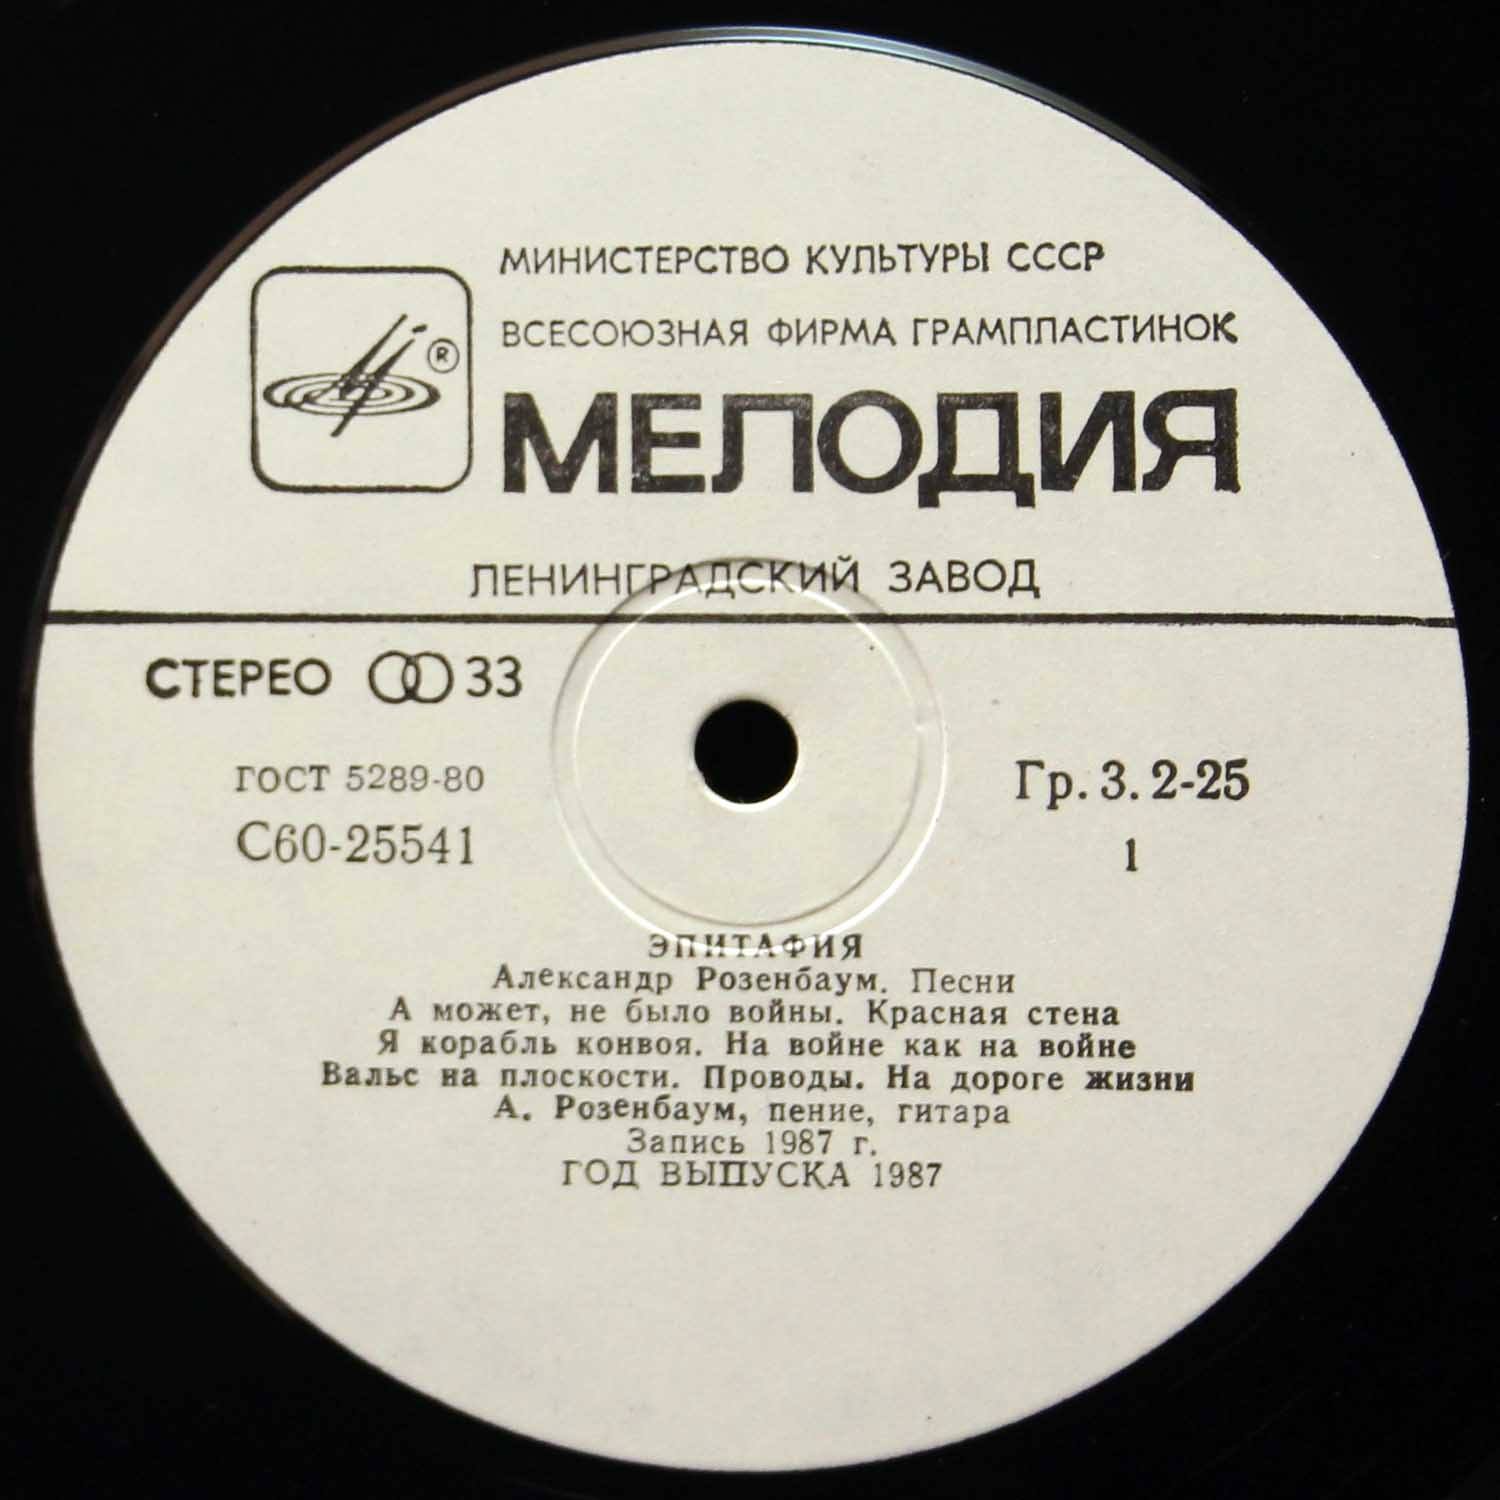 МИНИСТЕРСТВО КУЛЬТУРЫ СССР
ВСЕСОЮЗНАЯ ФИРМА ГРАМПЛАСТИНОК
®
МЕЛОДИЯ
ЛЕНИНГРАДСКИЙ ЗАВОД
СТЕРЕО 33
ГОСТ 5289-80
Гр. 3. 2-25
С60-25541
1
ЭПИТАФИЯ
Александр Розенбаум. Песни
А может, не было войны. Красная стена
Я корабль конвоя. На войне как на войне
Вальс на плоскости. Проводы. На дороге жизни
А. Розенбаум, пение, гитара
Запись 1987 г.
ГОД ВЫПУСКА 1987